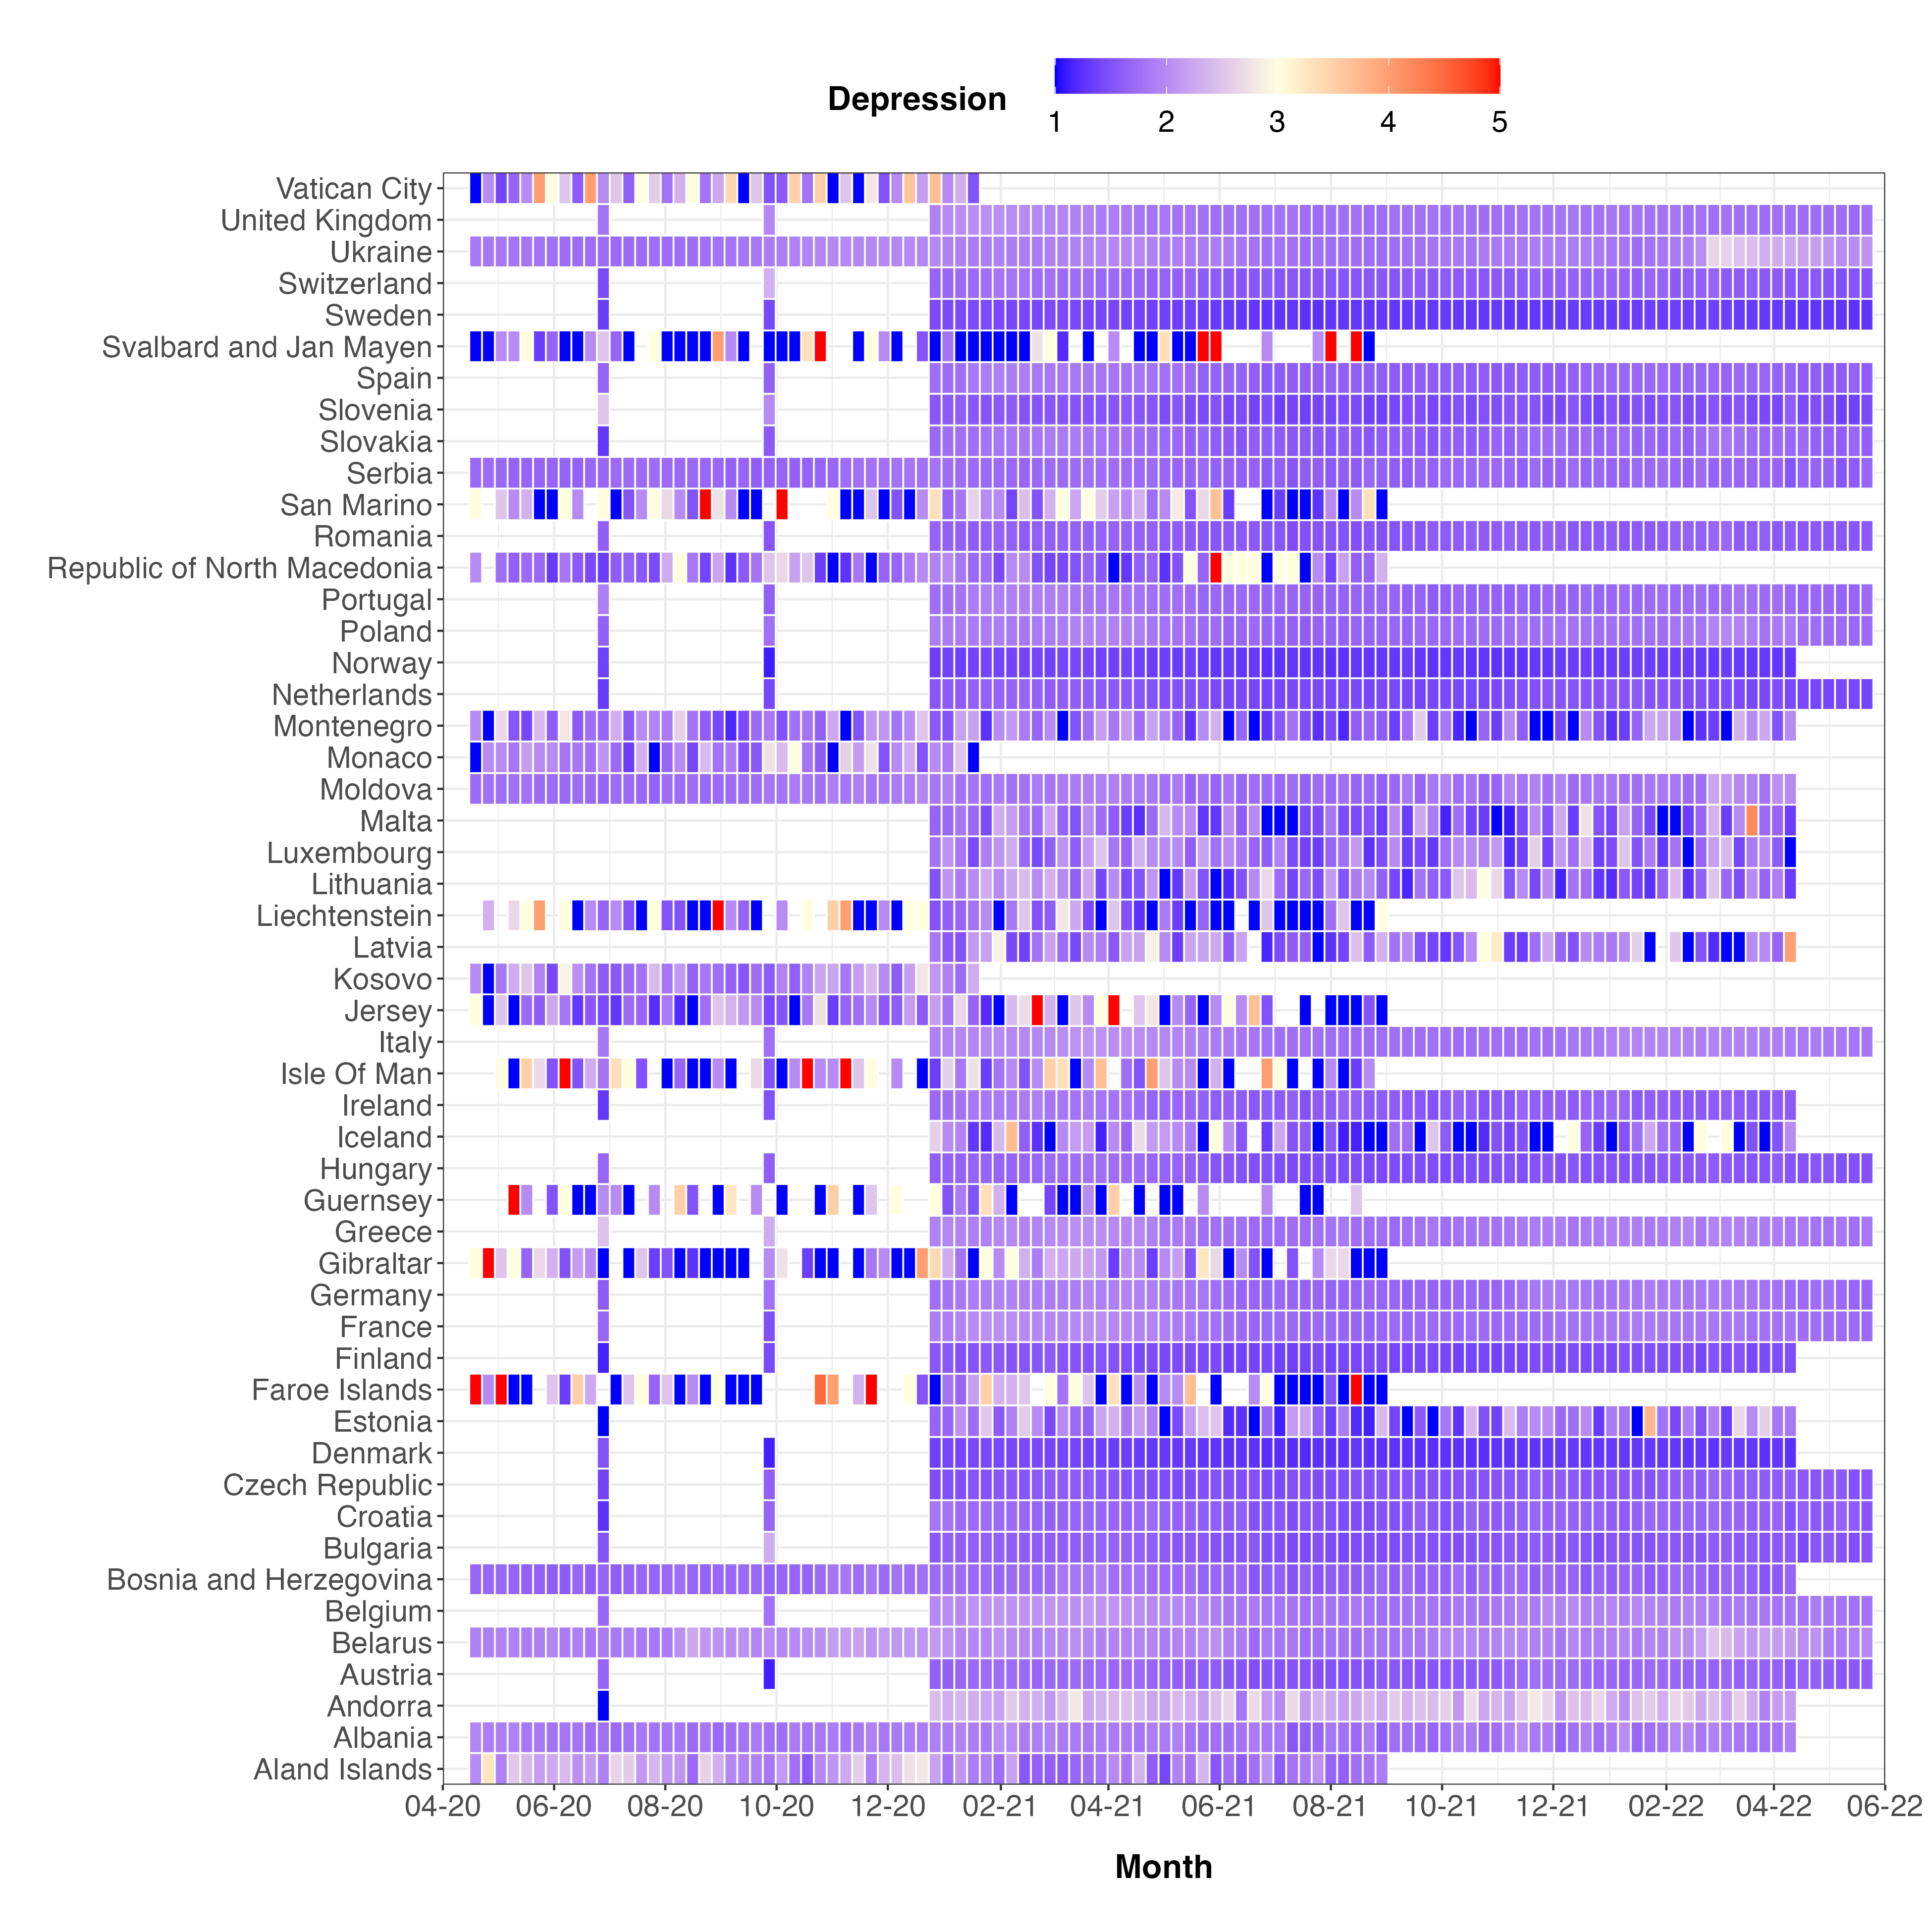 Depression
1 2 3 4 5
Vatican City
United Kingdom
Ukraine
Switzerland
Sweden
Svalbard and Jan Mayen
Spain
Slovenia
Slovakia
Serbia
San Marino
Romania
Republic of North Macedonia
Portugal
Poland
Norway
Netherlands
Montenegro
Monaco
Moldova
Malta
Luxembourg
Lithuania
Liechtenstein
Latvia
Kosovo
Jersey
Italy
Isle Of Man
Ireland
Iceland
Hungary
Guernsey
Greece
Gibraltar
Germany
France
Finland
Faroe Islands
Estonia
Denmark
Czech Republic
Croatia
Bulgaria
Bosnia and Herzegovina
Belgium
Belarus
Austria
Andorra
Albania
Aland Islands
04-20 06-20 08-20 10-20 12-20 02-21 04-21 06-21 08-21 10-21 12-21 02-22 04-22 06-22
Month